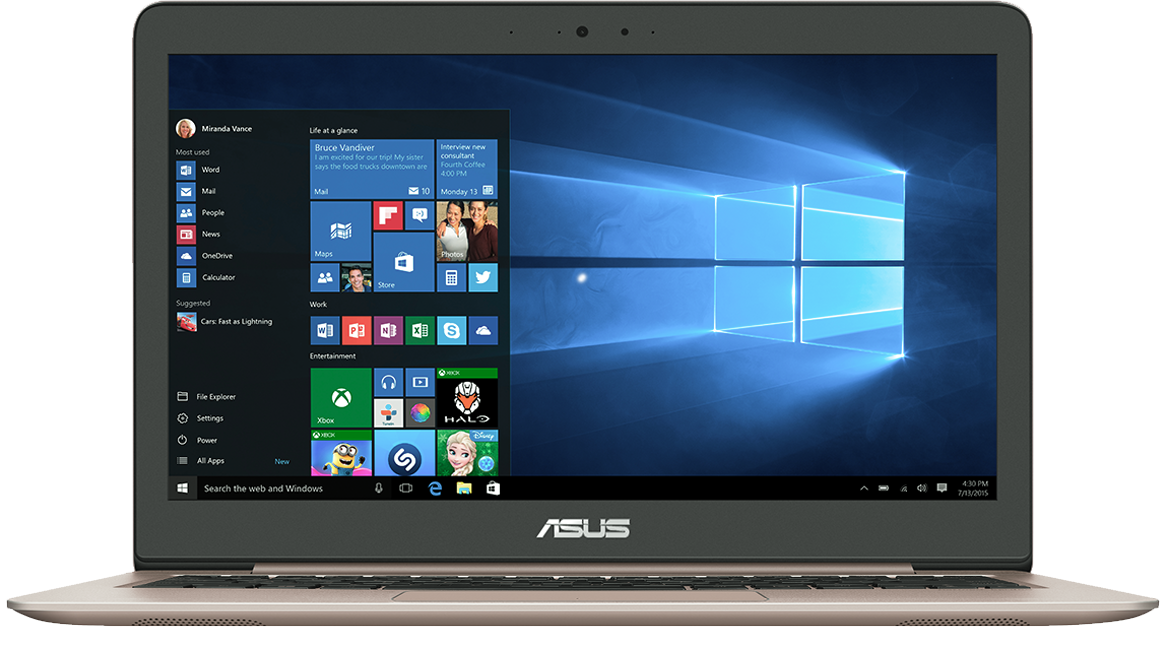 Miranda Vance
Most used
Word
Mail
People
News
OneDrive
Calculator
Suggested
Cars: Fast as Lightning
File Explorer
Settings
Power
All Apps
New
Life at a glance
Bruce Vandiver
I am excited for our trip! My sister
says the food trucks downtown are
Mail
10
Interview new
consultant
Fourth Coffee
4:00 PM
Monday 13
Maps
Store
Photos
Work
Entertainment
Xbox
XBOX
HALO
XBOX
Disney
Search the web and Windows
4:30 PM
7/13/2015
ASUS